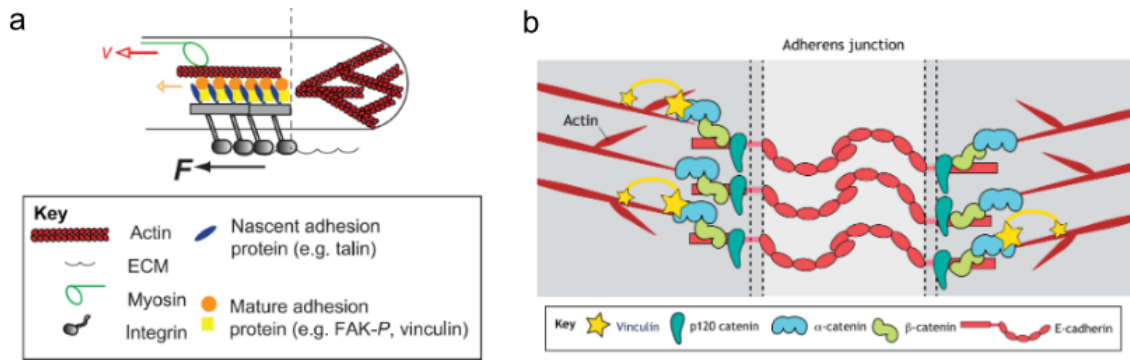 a
v
F
Key
Actin
ECM
Myosin
Integrin
Nascent adhesion
protein (e.g. talin)
Mature adhesion
protein (e.g. FAK-P, vinculin)
b
Adherens junction
Actin
Key
Vinculin
p120 catenin
α-catenin
β-catenin
E-cadherin